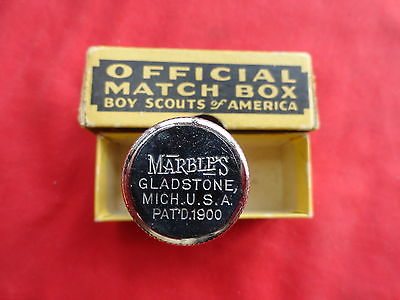 OFFICIAL
MATCH BOX
BOY SCOUTS of AMERICA
MARBLE'S
GLADSTONE,
MICH.U.S.A.
PAT'D.1900